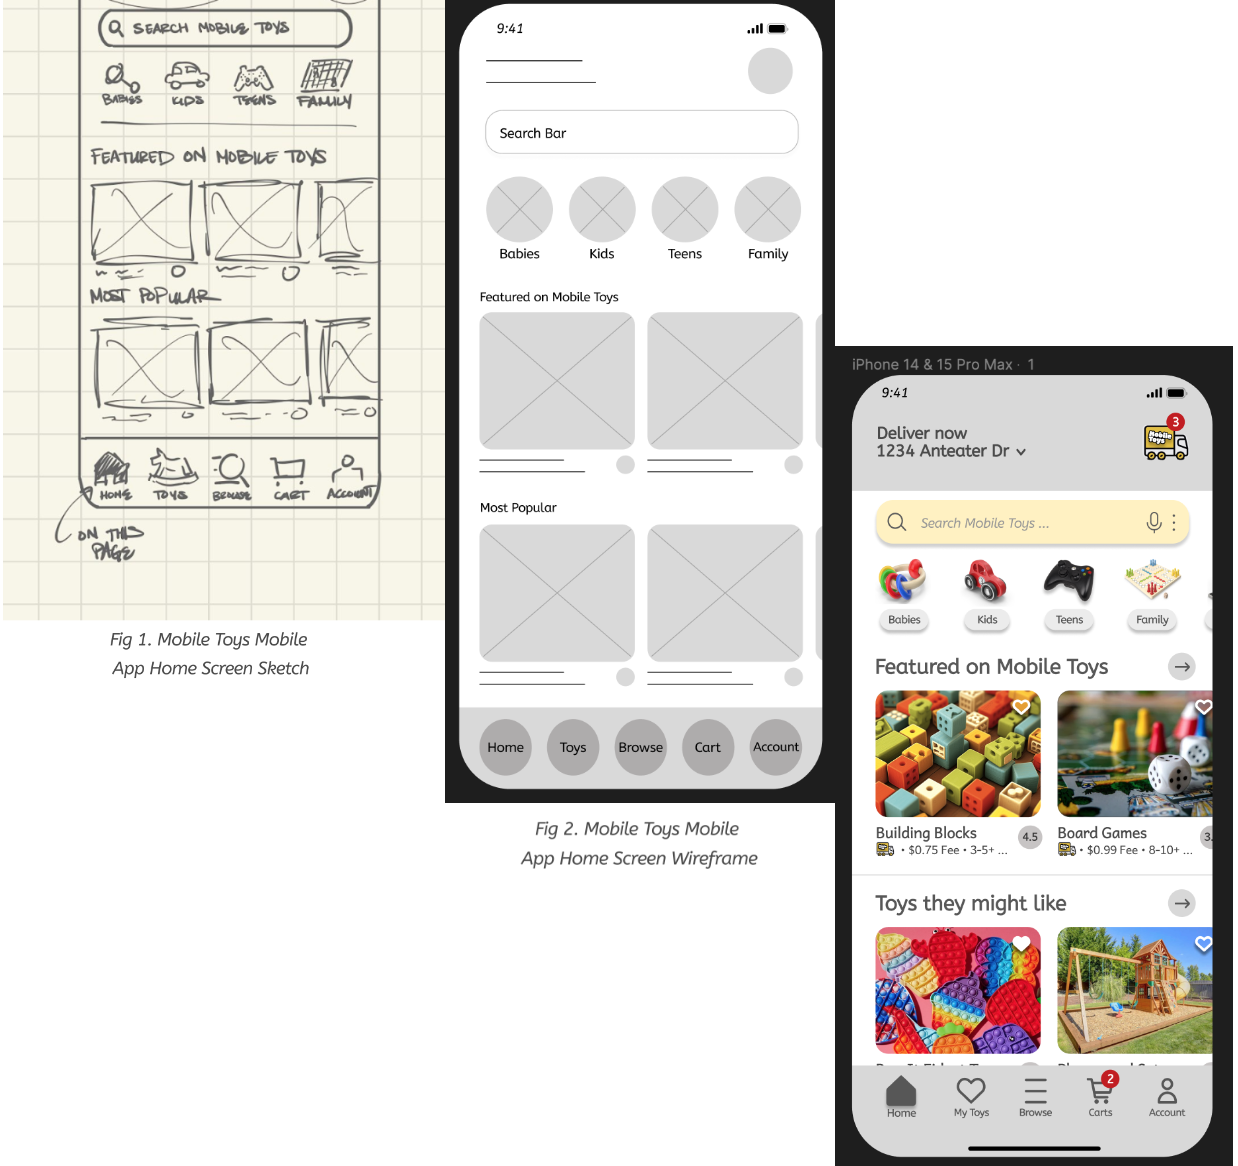 SEARCH MOBILE TOYS
BABIES
KIDS
TEENS
FAMILY
FEATURED ON MOBILE TOYS
MOST POPULAR
HOME
TOYS
BROWSE
CART
ACCOUNT
ON THIS
PAGE
Fig 1. Mobile Toys Mobile
App Home Screen Sketch
9:41
Search Bar
Babies
Kids
Teens
Family
Featured on Mobile Toys
Most Popular
Home
Toys
Browse
Cart
Account
Fig 2. Mobile Toys Mobile
App Home Screen Wireframe
iPhone 14 & 15 Pro Max · 1
9:41
Deliver now
1234 Anteater Dr
Mobile
Toys
3
Search Mobile Toys ...
Babies
Kids
Teens
Family
Featured on Mobile Toys
Building Blocks
4.5
• $0.75 Fee • 3-5+ ...
Board Games
3.
• $0.99 Fee • 8-10+ ...
Toys they might like
Home
My Toys
Browse
2
Carts
Account